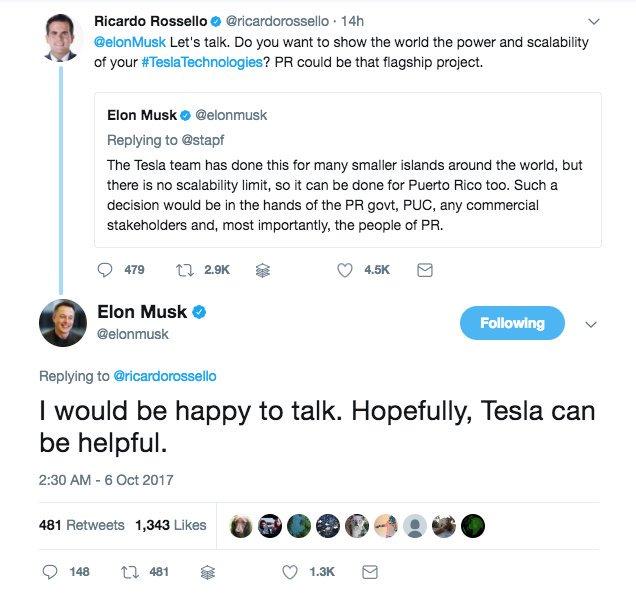 Ricardo Rossello @ricardorossello · 14h
@elonMusk Let's talk. Do you want to show the world the power and scalability
of your #TeslaTechnologies? PR could be that flagship project.
Elon Musk @elonmusk
Replying to @stapf
The Tesla team has done this for many smaller islands around the world, but
there is no scalability limit, so it can be done for Puerto Rico too. Such a
decision would be in the hands of the PR govt, PUC, any commercial
stakeholders and, most importantly, the people of PR.
479 2.9K 4.5K
Elon Musk
@elonmusk
Following
Replying to @ricardorossello
I would be happy to talk. Hopefully, Tesla can
be helpful.
2:30 AM - 6 Oct 2017
481 Retweets 1,343 Likes
148 481 1.3K